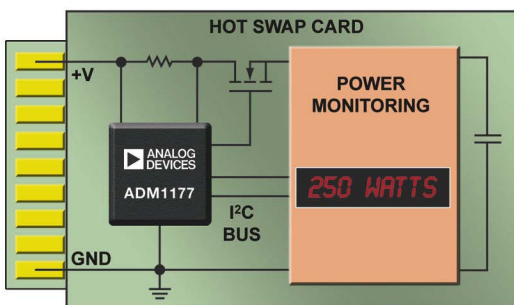 HOT SWAP CARD
+V
POWER
MONITORING
ANALOG
DEVICES
ADM1177
250 WATTS
I²C
BUS
GND